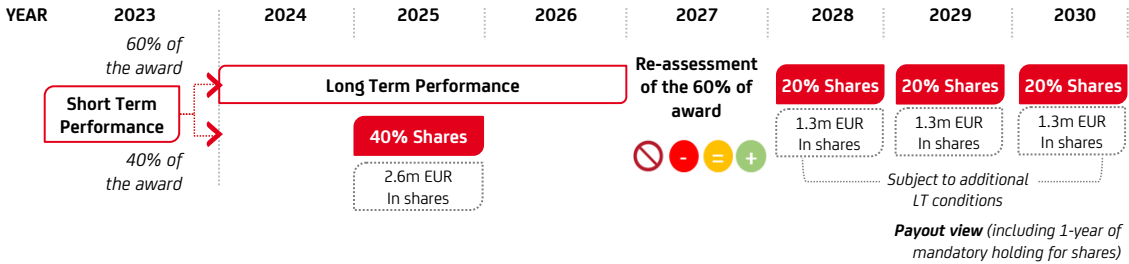 YEAR 2023 2024 2025 2026 2027 2028 2029 2030
60% of
the award
Short Term
Performance
40% of
the award
Long Term Performance
40% Shares
2.6m EUR
In shares
Re-assessment
of the 60% of
award
- = +
20% Shares 20% Shares 20% Shares
1.3m EUR 1.3m EUR 1.3m EUR
In shares In shares In shares
Subject to additional
LT conditions
Payout view (including 1-year of
mandatory holding for shares)